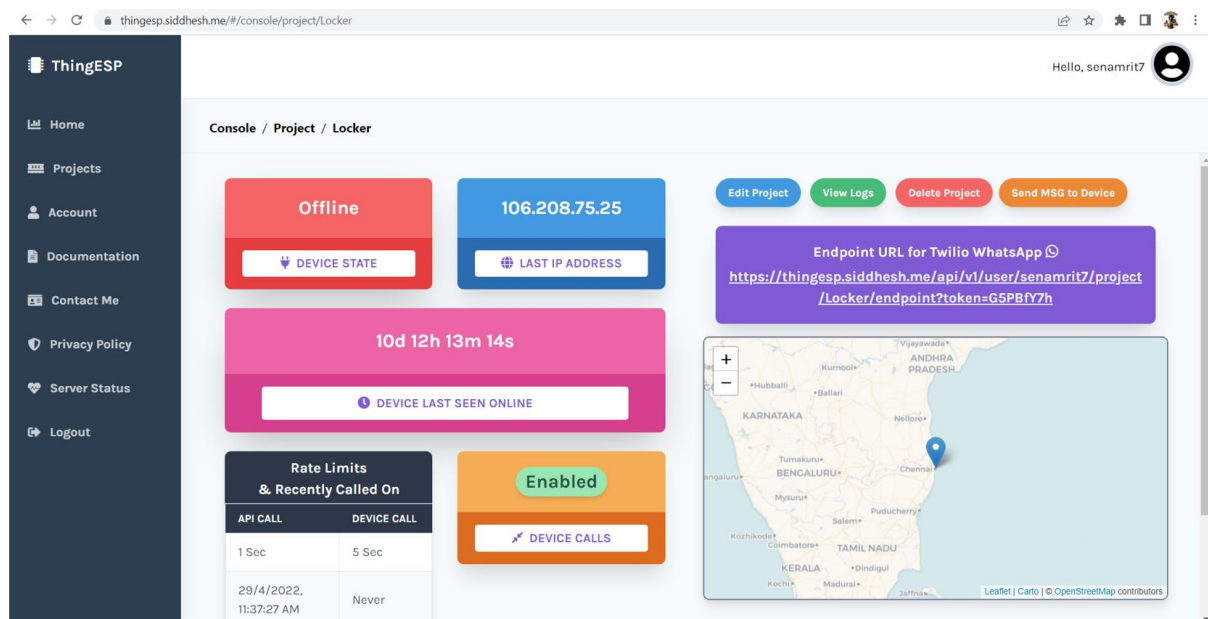 thingesp.siddhesh.me/#/console/project/Locker
ThingESP
Hello, senamrit7
Home
Projects
Account
Documentation
Contact Me
Privacy Policy
Server Status
Logout
Console / Project / Locker
Offline
DEVICE STATE
106.208.75.25
LAST IP ADDRESS
10d 12h 13m 14s
DEVICE LAST SEEN ONLINE
Rate Limits
& Recently Called On
API CALL DEVICE CALL
1 Sec 5 Sec
29/4/2022,
11:37:27 AM
Never
Enabled
DEVICE CALLS
Edit Project
View Logs
Delete Project
Send MSG to Device
Endpoint URL for Twilio WhatsApp
https://thingesp.siddhesh.me/api/v1/user/senamrit7/project
/Locker/endpoint?token=G5PBfY7h
+
−
Vijayawada
ANDHRA
PRADESH
Kurnool
Hubballi
Ballari
KARNATAKA
Nellore
Tumakuru
BENGALURU
Chennai
angaluru
Mysuru
Puducherry
Salem
Kozhikode
Coimbatore
TAMIL NADU
KERALA
Dindigul
Kochi
Madurai
Jaffna
Leaflet | Carto | © OpenStreetMap contributors